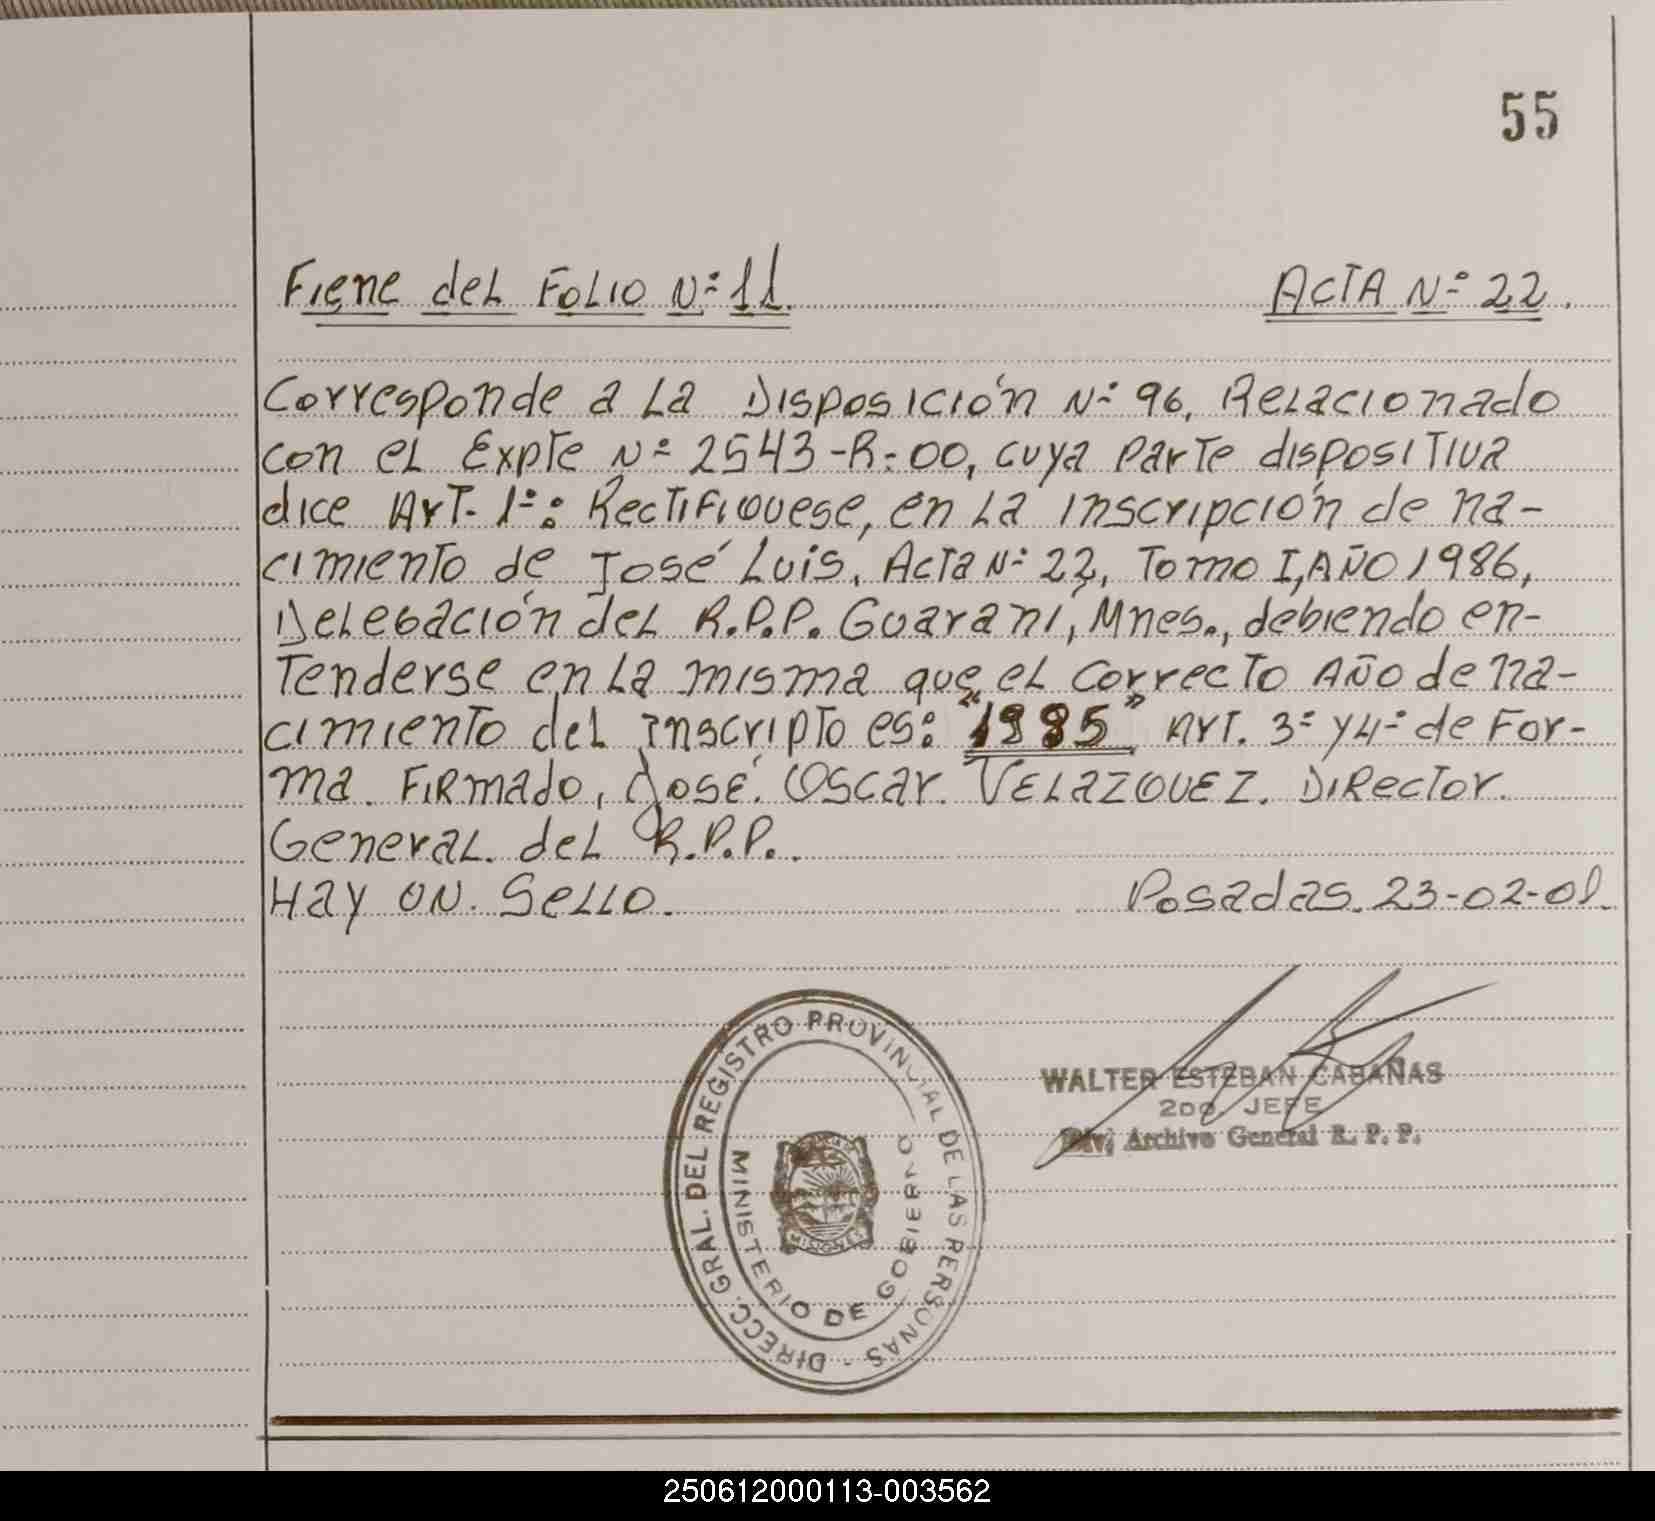 55
Fiene del Folio N° 11.
ACTA N° 22.
Corresponde a la Disposición N° 96, Relacionado
con el Expte N° 2543-R-00, cuya parte dispositiva
dice Art. 1°: Rectifiquese, en la inscripción de na-
cimiento de José Luis, Acta N° 22, Tomo I, Año 1986,
Delegación del R.P.P. Guaraní, Mnes., debiendo en-
tenderse en la misma que el correcto Año de na-
cimiento del inscripto es: "1985" Art. 3° y 4° de For-
ma. Firmado, José. Oscar. VELAZQUEZ. Director.
General. del R.P.P..
Hay un. Sello.
Posadas. 23-02-01.
DIRECC. GRAL. DEL REGISTRO PROVINCIAL DE LAS PERSONAS -
MINISTERIO DE GOBIERNO
MISIONES
WALTER ESTEBAN CABAÑAS
2do. JEFE
Div. Archivo General R. P. P.
250612000113-003562